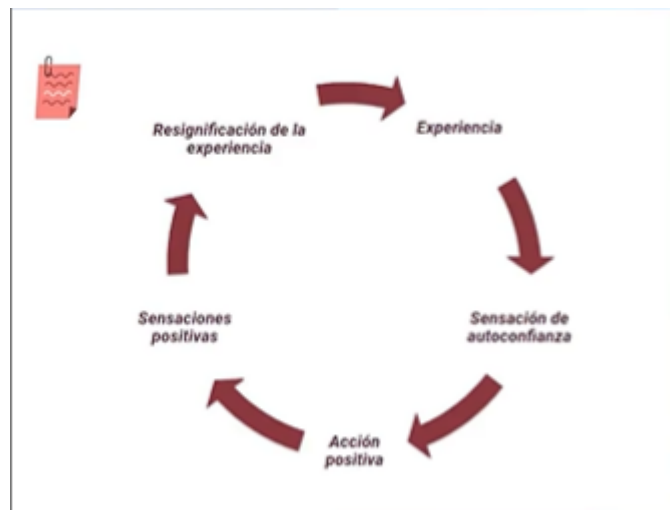 Resignificación de la
experiencia
Experiencia
Sensación de
autoconfianza
Acción
positiva
Sensaciones
positivas